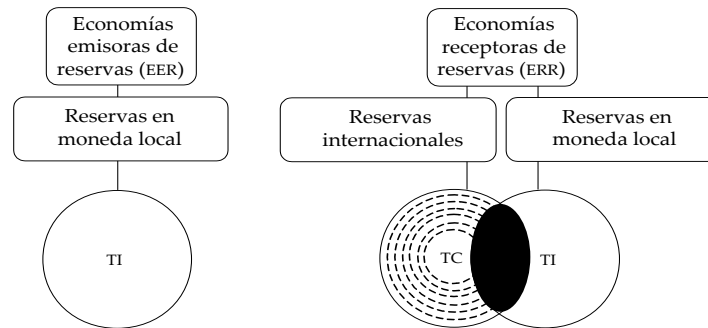 Economías
emisoras de
reservas (EER)
Reservas en
moneda local
TI
Economías
receptoras de
reservas (ERR)
Reservas
internacionales
Reservas en
moneda local
TC
TI